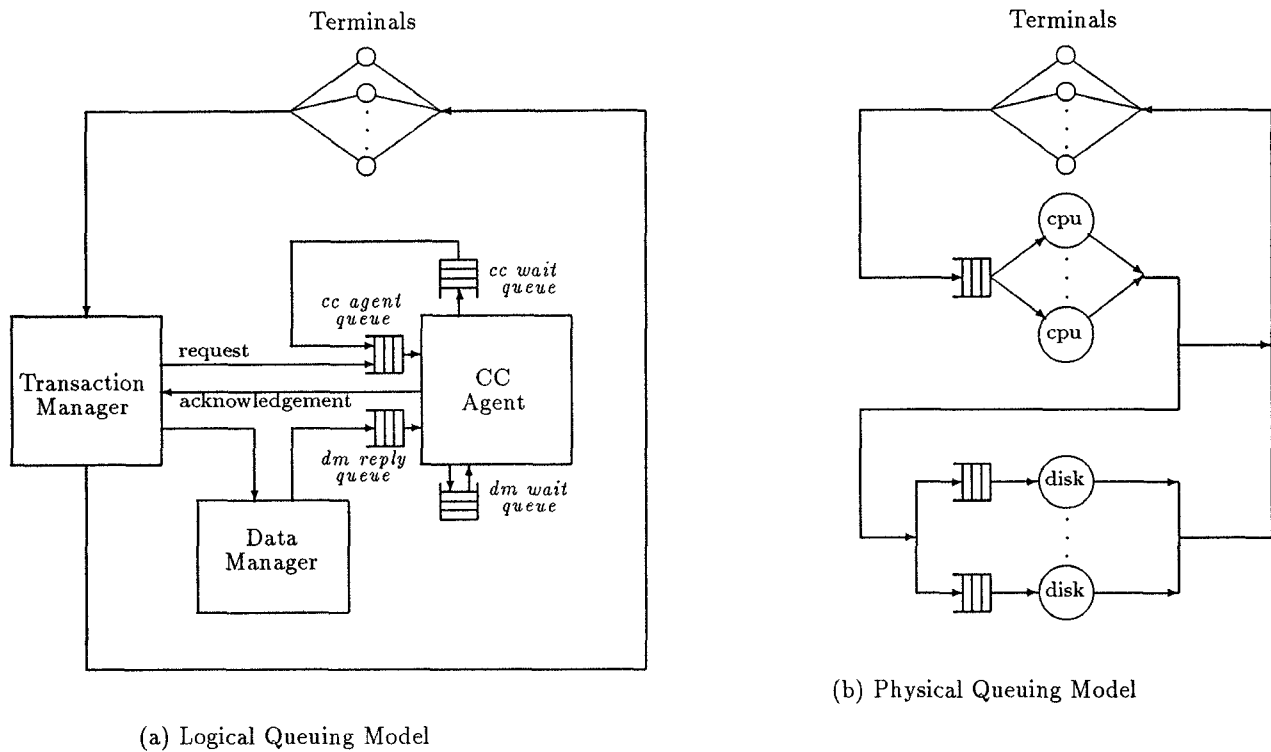 Terminals
cc wait
queue
cc agent
queue
request
Transaction
Manager
acknowledgement
CC
Agent
dm reply
queue
dm wait
queue
Data
Manager
(a) Logical Queuing Model
Terminals
cpu
cpu
disk
disk
(b) Physical Queuing Model